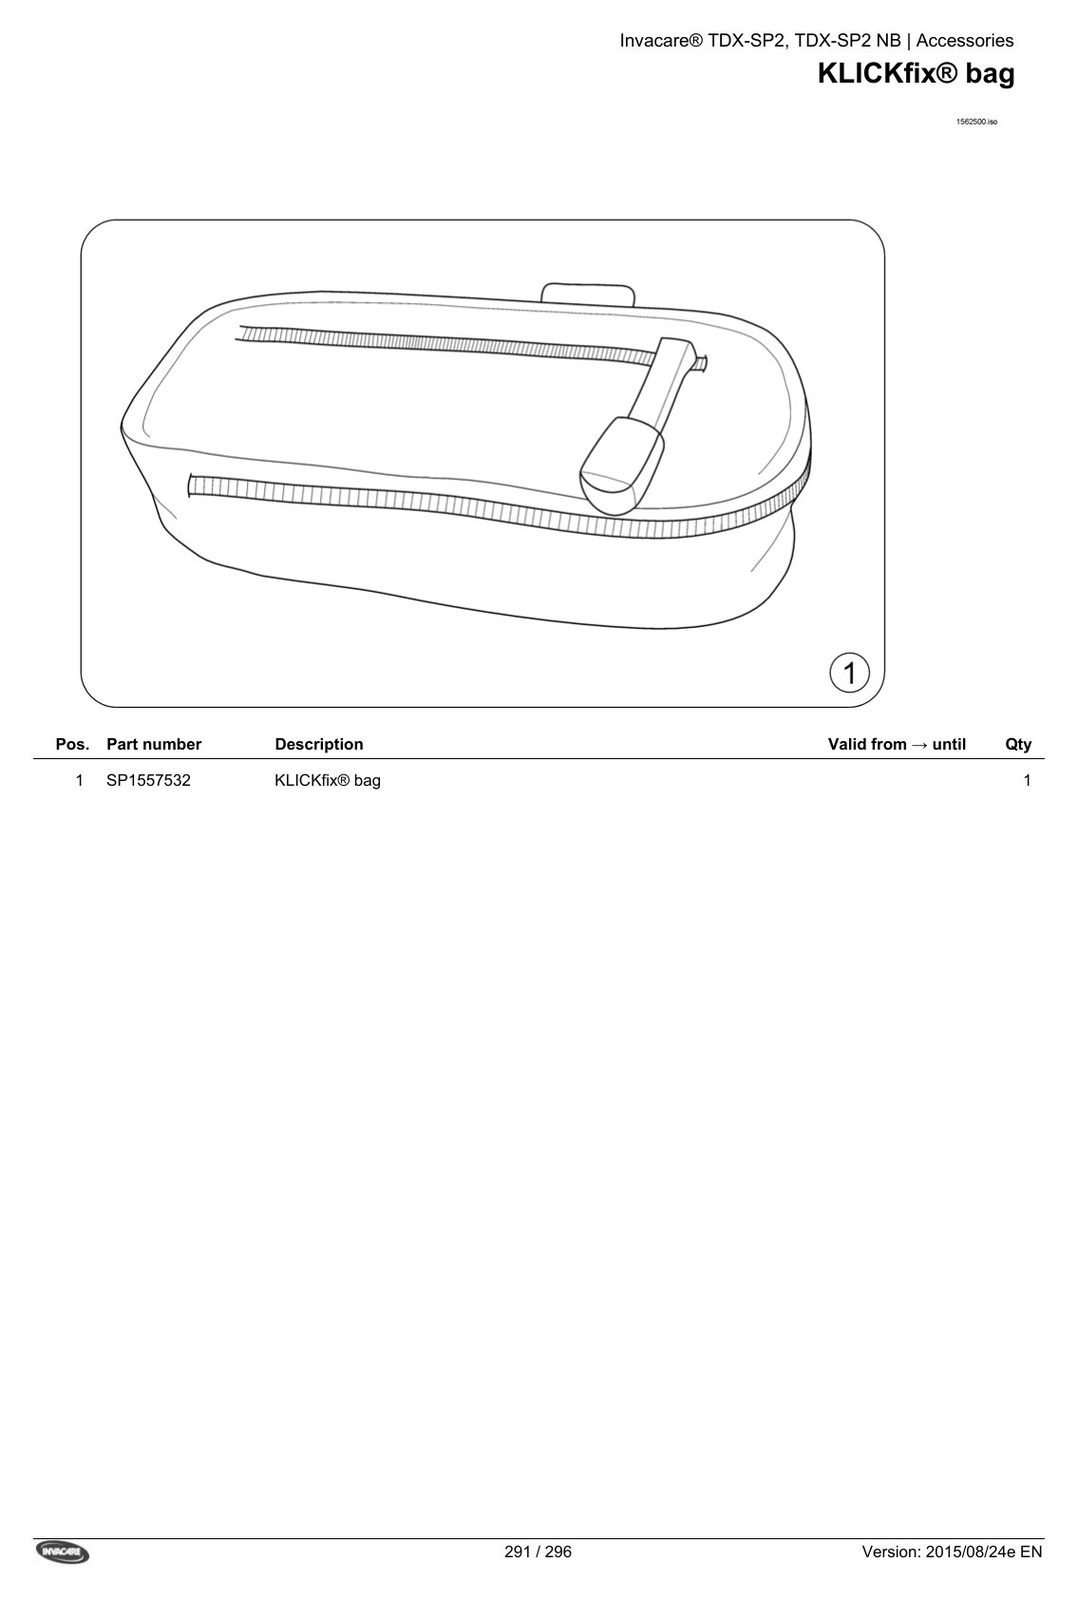 Invacare® TDX-SP2, TDX-SP2 NB | Accessories
KLICKfix® bag
1562500.iso
1
Pos. Part number Description Valid from → until Qty
1 SP1557532 KLICKfix® bag 1
INVACARE 291 / 296 Version: 2015/08/24e EN